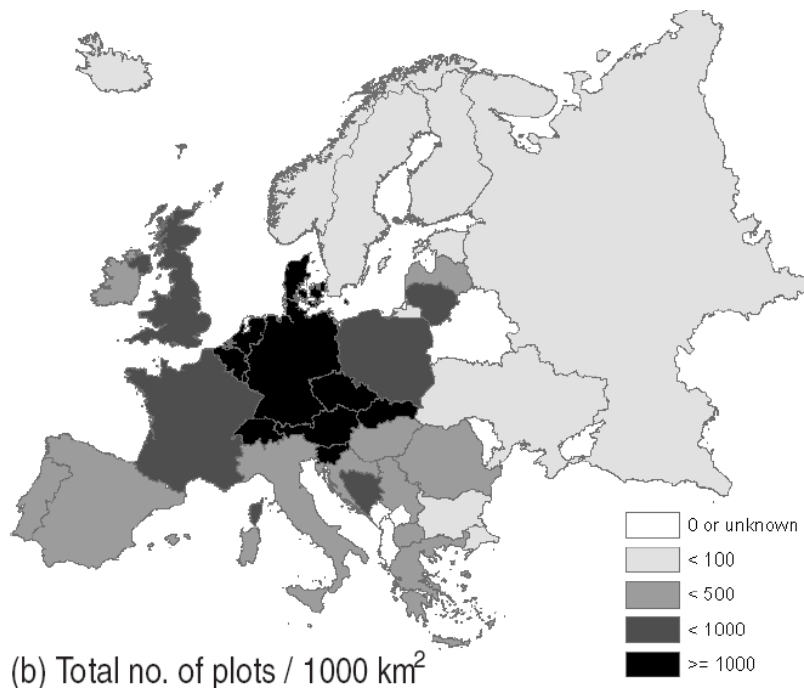 0 or unknown
< 100
< 500
< 1000
>= 1000
(b) Total no. of plots / 1000 km²